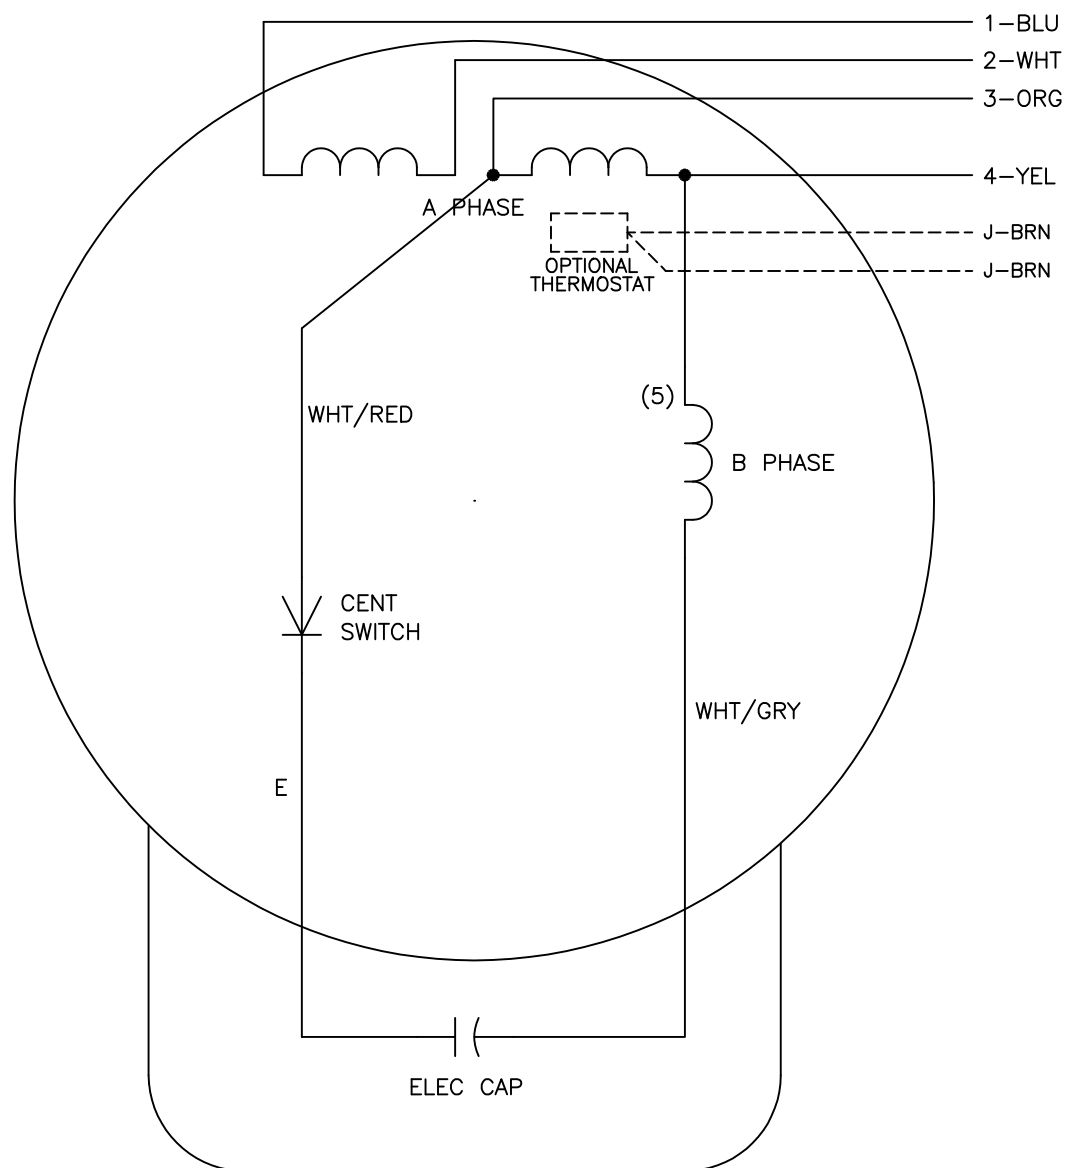 1-BLU
2-WHT
3-ORG
4-YEL
A PHASE
J-BRN
OPTIONAL
THERMOSTAT
J-BRN
(5)
WHT/RED
B PHASE
CENT
SWITCH
WHT/GRY
E
ELEC CAP